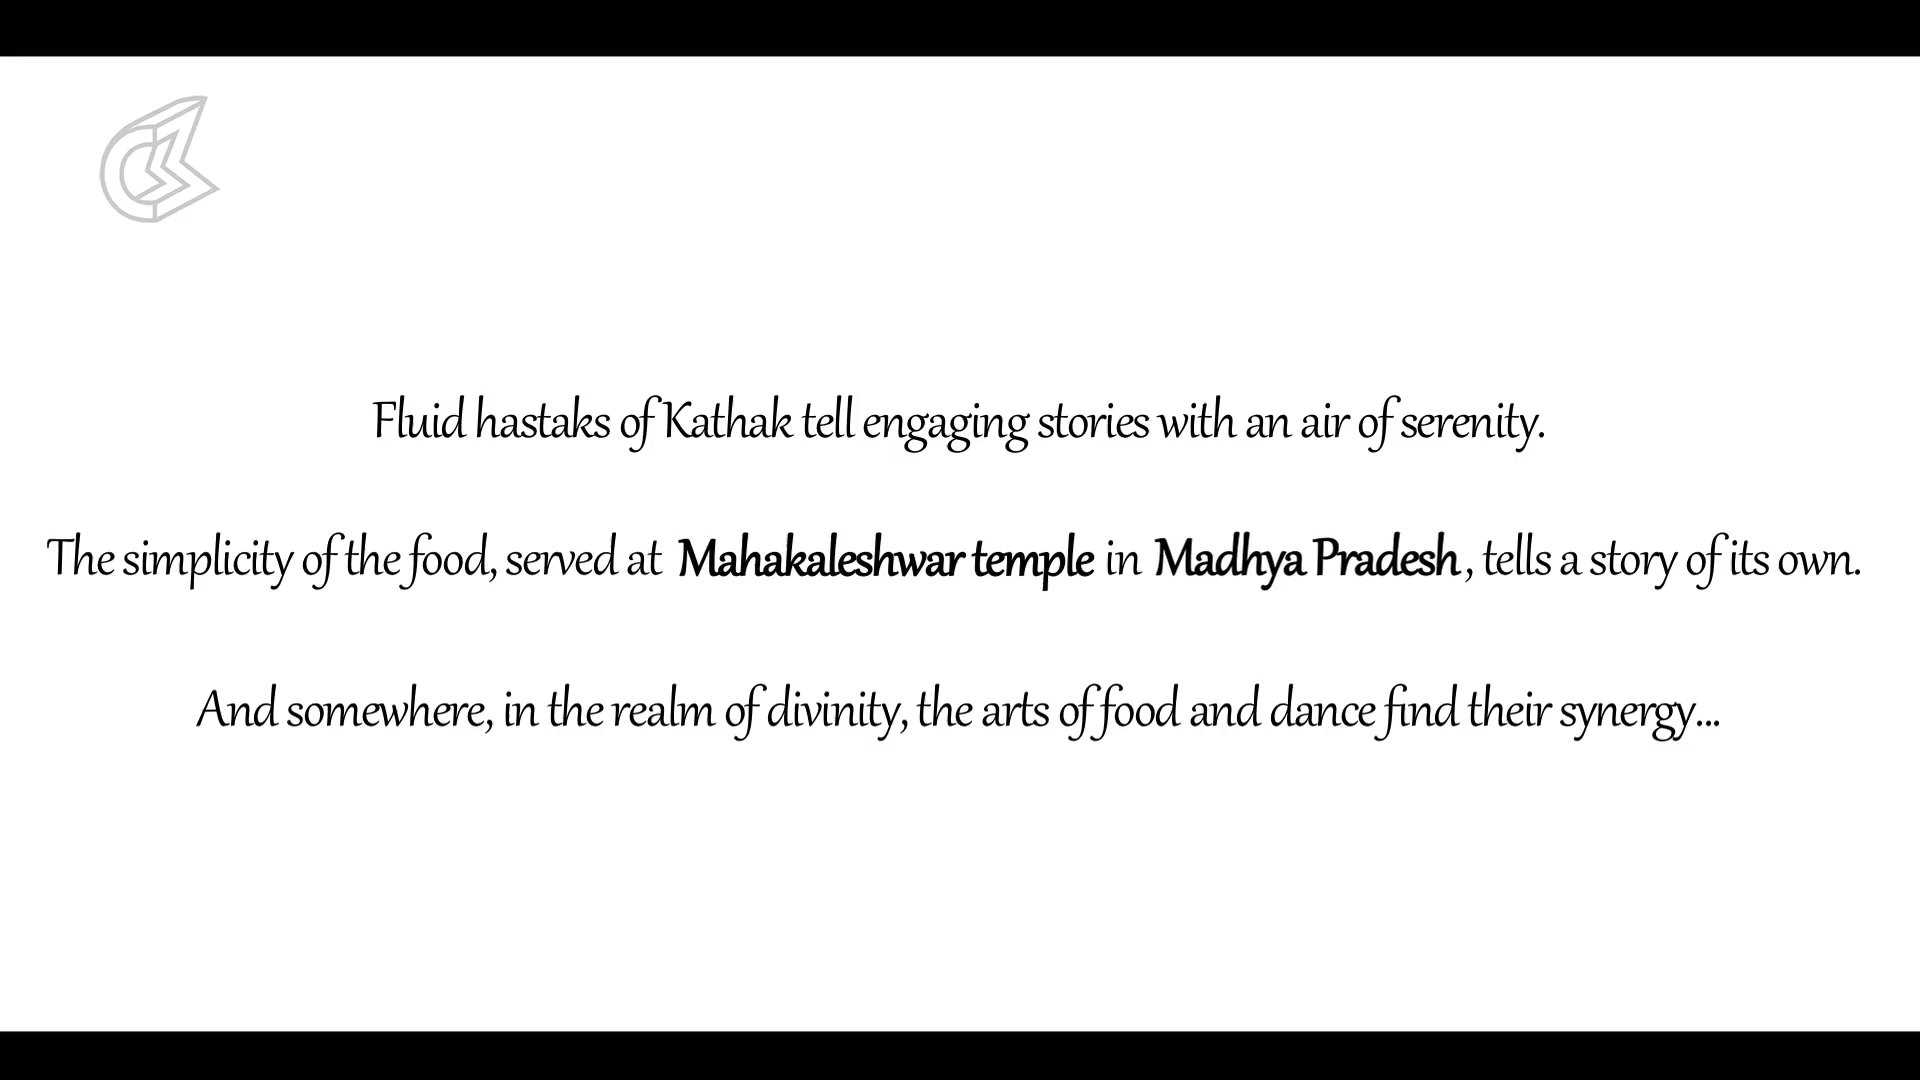 Fluid hastaks of Kathak tell engaging stories with an air of serenity.
The simplicity of the food, served at Mahakaleshwar temple in Madhya Pradesh, tells a story of its own.
And somewhere, in the realm of divinity, the arts of food and dance find their synergy...